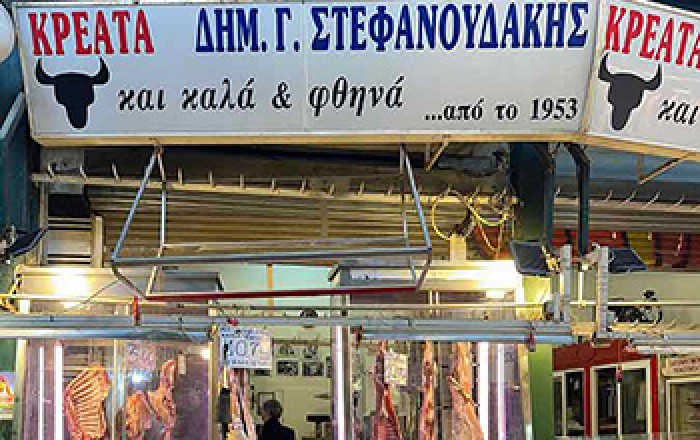 ΚΡΕΑΤΑ ΔΗΜ. Γ. ΣΤΕΦΑΝΟΥΔΑΚΗΣ
και καλά & φθηνά ...από το 1953
ΚΡΕΑΤΑ
και